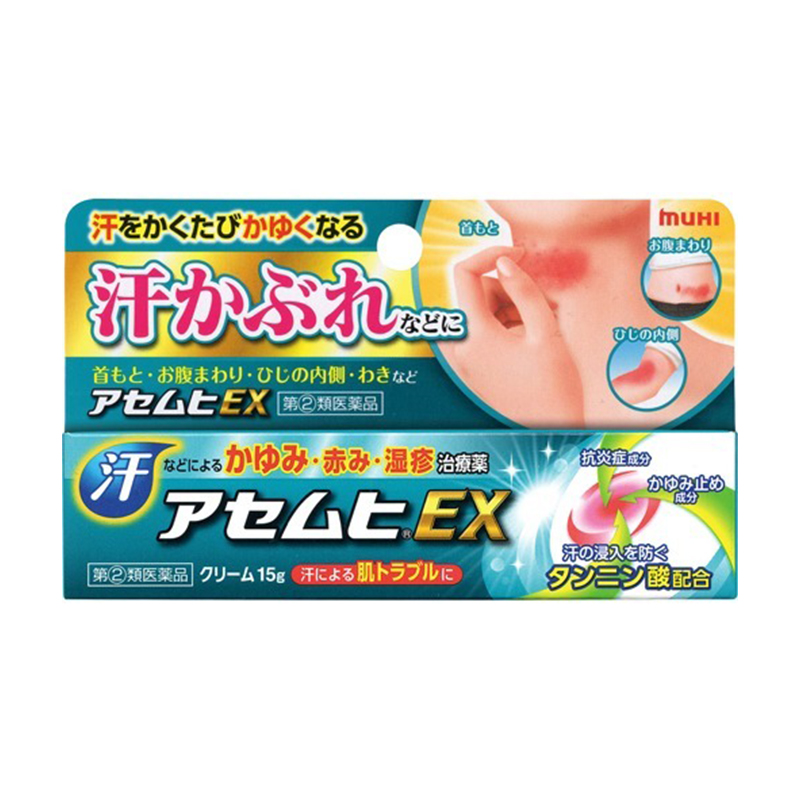 汗をかくたびかゆくなる
汗かぶれなどに
首もと・お腹まわり・ひじの内側・わきなど
アセムヒEX 指定②類医薬品
首もと
MUHI
お腹まわり
ひじの内側
汗などによるかゆみ・赤み・湿疹治療薬
アセムヒ®EX
指定②類医薬品 クリーム15g 汗による肌トラブルに
抗炎症成分
かゆみ止め
成分
汗の浸入を防ぐ
タンニン酸配合